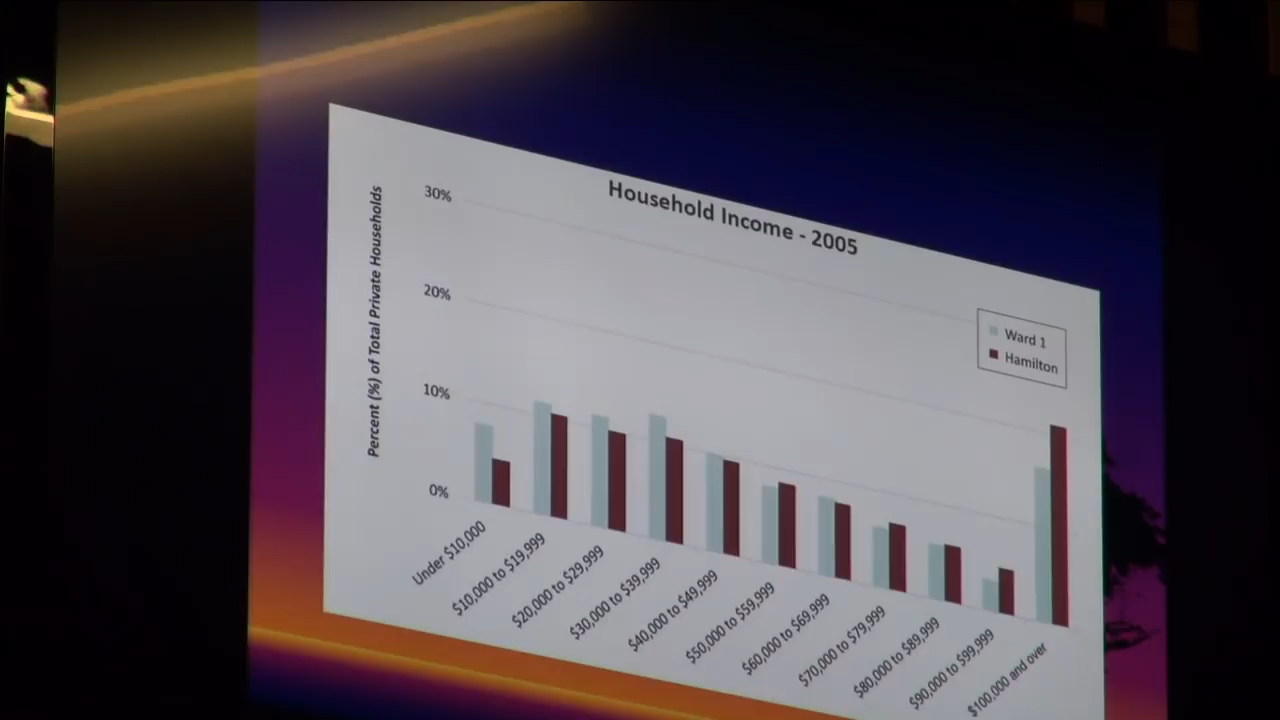 Household Income - 2005
Percent (%) of Total Private Households
30%
20%
10%
0%
Ward 1
Hamilton
Under $10,000
$10,000 to $19,999
$20,000 to $29,999
$30,000 to $39,999
$40,000 to $49,999
$50,000 to $59,999
$60,000 to $69,999
$70,000 to $79,999
$80,000 to $89,999
$90,000 to $99,999
$100,000 and over